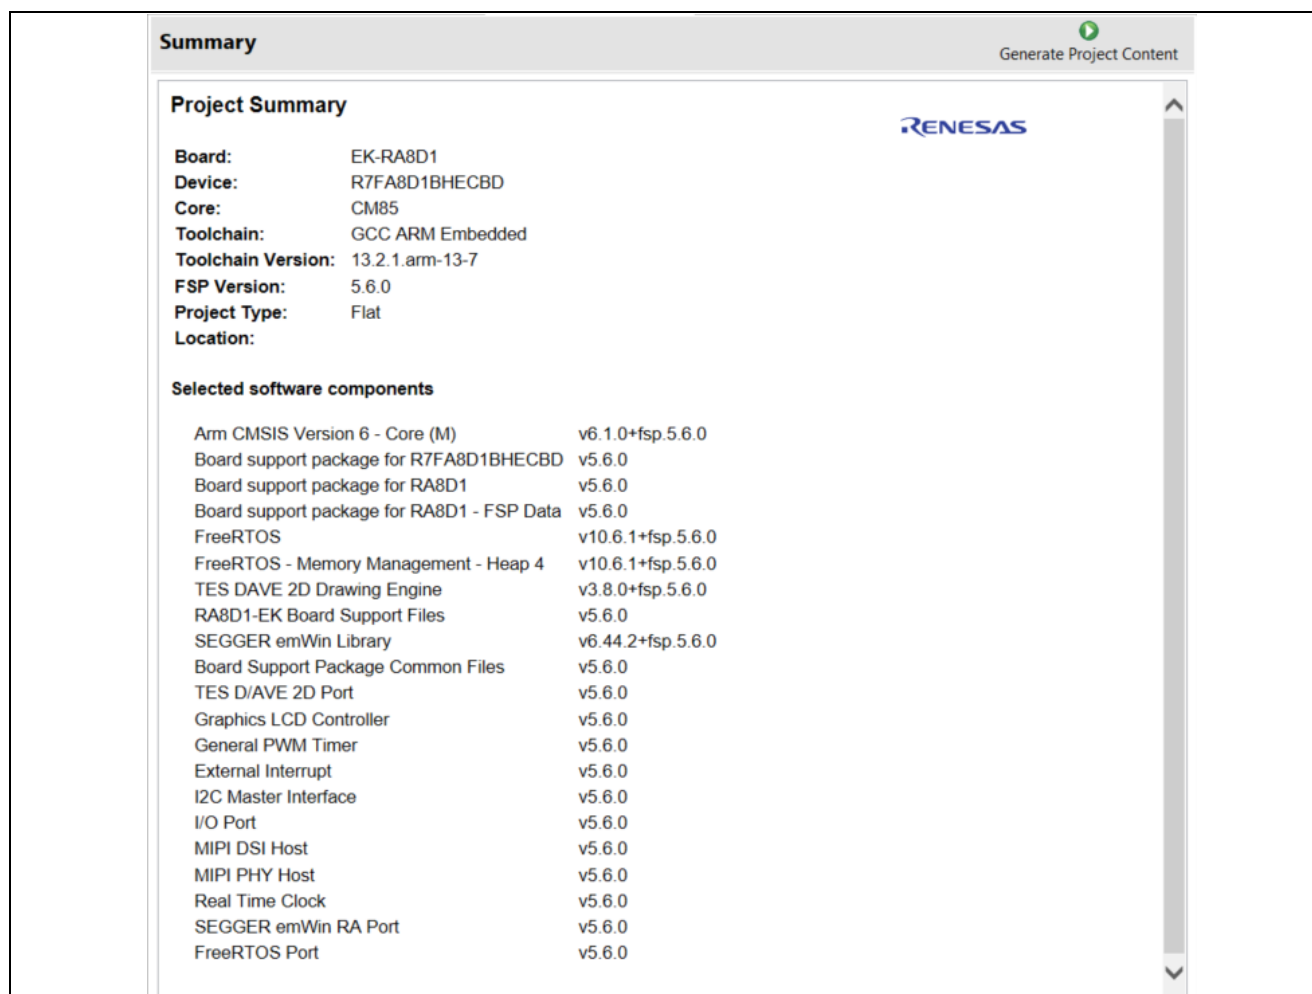 Summary
Generate Project Content
Project Summary
RENESAS
Board: EK-RA8D1
Device: R7FA8D1BHECBD
Core: CM85
Toolchain: GCC ARM Embedded
Toolchain Version: 13.2.1.arm-13-7
FSP Version: 5.6.0
Project Type: Flat
Location:
Selected software components
Arm CMSIS Version 6 - Core (M) v6.1.0+fsp.5.6.0
Board support package for R7FA8D1BHECBD v5.6.0
Board support package for RA8D1 v5.6.0
Board support package for RA8D1 - FSP Data v5.6.0
FreeRTOS v10.6.1+fsp.5.6.0
FreeRTOS - Memory Management - Heap 4 v10.6.1+fsp.5.6.0
TES DAVE 2D Drawing Engine v3.8.0+fsp.5.6.0
RA8D1-EK Board Support Files v5.6.0
SEGGER emWin Library v6.44.2+fsp.5.6.0
Board Support Package Common Files v5.6.0
TES D/AVE 2D Port v5.6.0
Graphics LCD Controller v5.6.0
General PWM Timer v5.6.0
External Interrupt v5.6.0
I2C Master Interface v5.6.0
I/O Port v5.6.0
MIPI DSI Host v5.6.0
MIPI PHY Host v5.6.0
Real Time Clock v5.6.0
SEGGER emWin RA Port v5.6.0
FreeRTOS Port v5.6.0